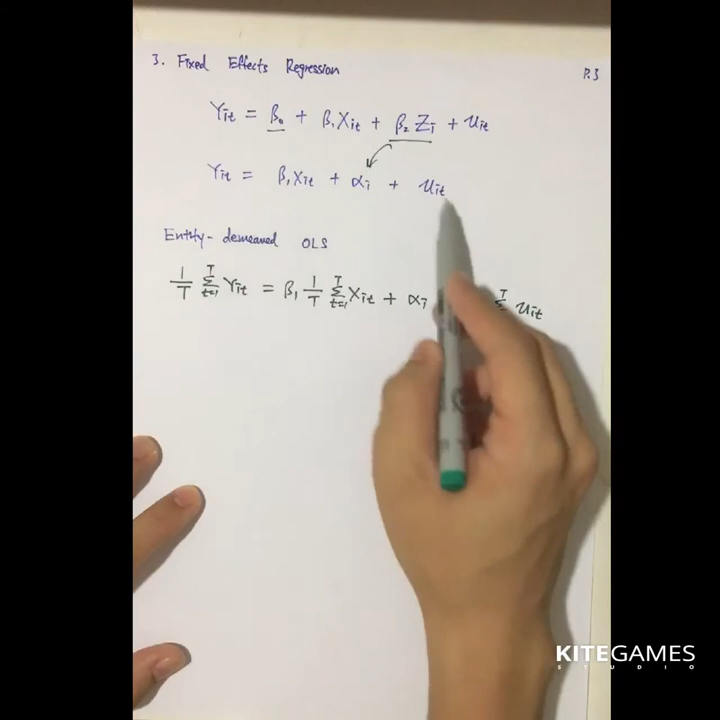 3. Fixed Effects Regression P.3
Yit = β₀ + β₁Xit + β₂Zi + uit
Yit = β₁Xit + αi + uit
Entity-demeaned OLS
1/T Σ_{t=1}^{T} Yit = β₁ 1/T Σ_{t=1}^{T} Xit + αi Σ^{T} uit
KITEGAMES
STUDIO